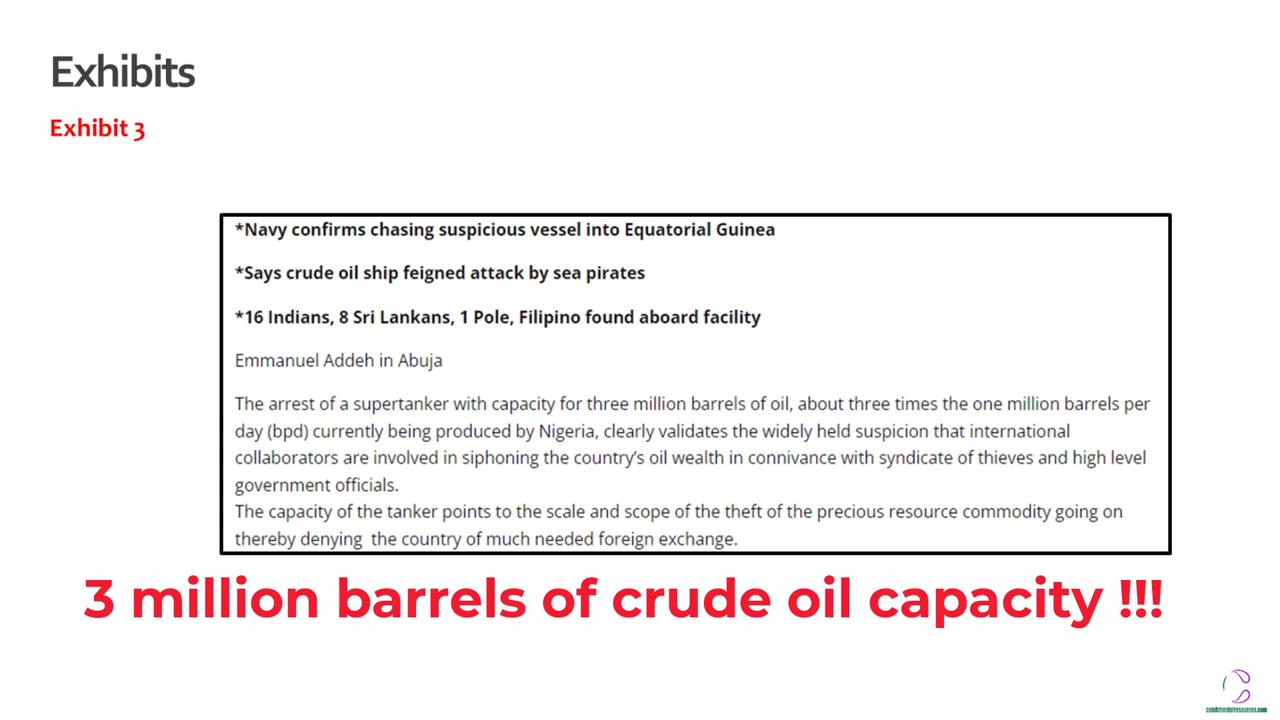 Exhibits
Exhibit 3
*Navy confirms chasing suspicious vessel into Equatorial Guinea
*Says crude oil ship feigned attack by sea pirates
*16 Indians, 8 Sri Lankans, 1 Pole, Filipino found aboard facility
Emmanuel Addeh in Abuja
The arrest of a supertanker with capacity for three million barrels of oil, about three times the one million barrels per
day (bpd) currently being produced by Nigeria, clearly validates the widely held suspicion that international
collaborators are involved in siphoning the country’s oil wealth in connivance with syndicate of thieves and high level
government officials.
The capacity of the tanker points to the scale and scope of the theft of the precious resource commodity going on
thereby denying  the country of much needed foreign exchange.
3 million barrels of crude oil capacity !!!